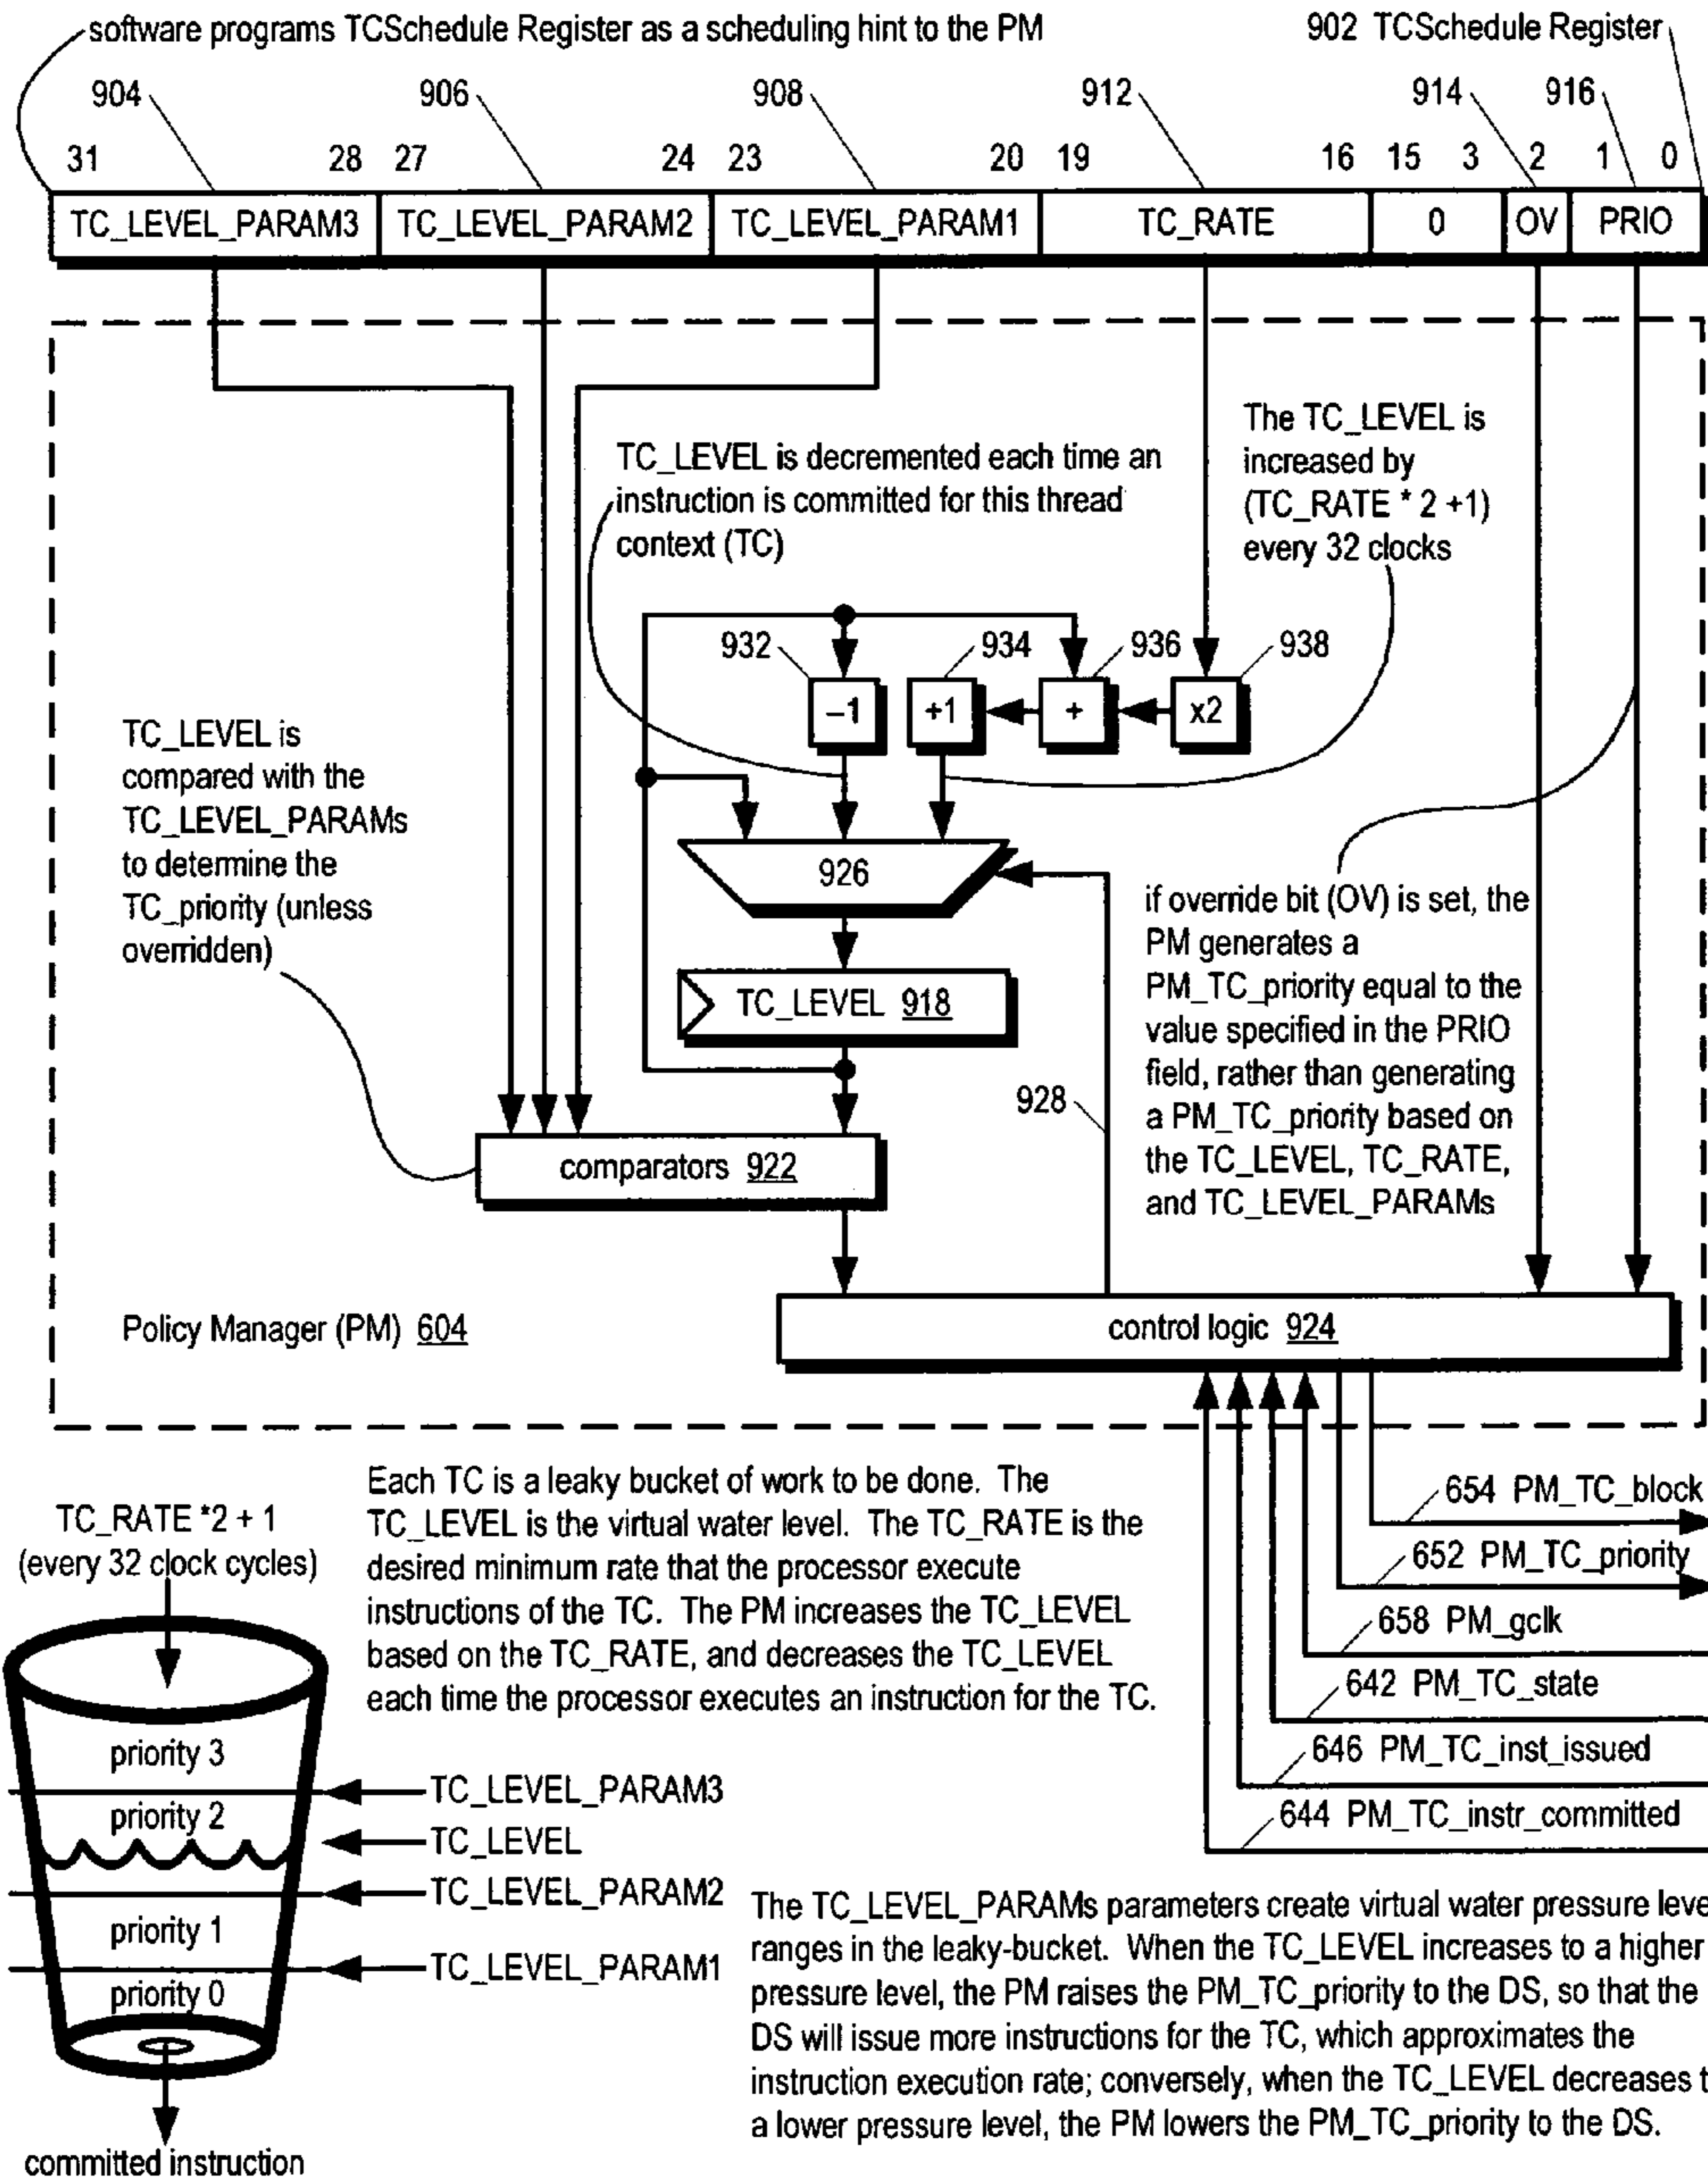 software programs TCSchedule Register as a scheduling hint to the PM
902 TCSchedule Register
904 906 908 912 914 916
31 28 27 24 23 20 19 16 15 3 2 1 0
TC_LEVEL_PARAM3 TC_LEVEL_PARAM2 TC_LEVEL_PARAM1 TC_RATE 0 OV PRIO
TC_LEVEL is decremented each time an
instruction is committed for this thread
context (TC)
The TC_LEVEL is
increased by
(TC_RATE * 2 +1)
every 32 clocks
932 934 936 938
–1 +1 + x2
TC_LEVEL is
compared with the
TC_LEVEL_PARAMs
to determine the
TC_priority (unless
overridden)
926
TC_LEVEL 918
928
if override bit (OV) is set, the
PM generates a
PM_TC_priority equal to the
value specified in the PRIO
field, rather than generating
a PM_TC_priority based on
the TC_LEVEL, TC_RATE,
and TC_LEVEL_PARAMs
comparators 922
Policy Manager (PM) 604
control logic 924
654 PM_TC_block
652 PM_TC_priority
658 PM_gclk
642 PM_TC_state
646 PM_TC_inst_issued
644 PM_TC_instr_committed
Each TC is a leaky bucket of work to be done. The
TC_LEVEL is the virtual water level. The TC_RATE is the
desired minimum rate that the processor execute
instructions of the TC. The PM increases the TC_LEVEL
based on the TC_RATE, and decreases the TC_LEVEL
each time the processor executes an instruction for the TC.
TC_RATE *2 + 1
(every 32 clock cycles)
priority 3
TC_LEVEL_PARAM3
priority 2
TC_LEVEL
TC_LEVEL_PARAM2
priority 1
TC_LEVEL_PARAM1
priority 0
committed instruction
The TC_LEVEL_PARAMs parameters create virtual water pressure leve
ranges in the leaky-bucket. When the TC_LEVEL increases to a higher
pressure level, the PM raises the PM_TC_priority to the DS, so that the
DS will issue more instructions for the TC, which approximates the
instruction execution rate; conversely, when the TC_LEVEL decreases t
a lower pressure level, the PM lowers the PM_TC_priority to the DS.